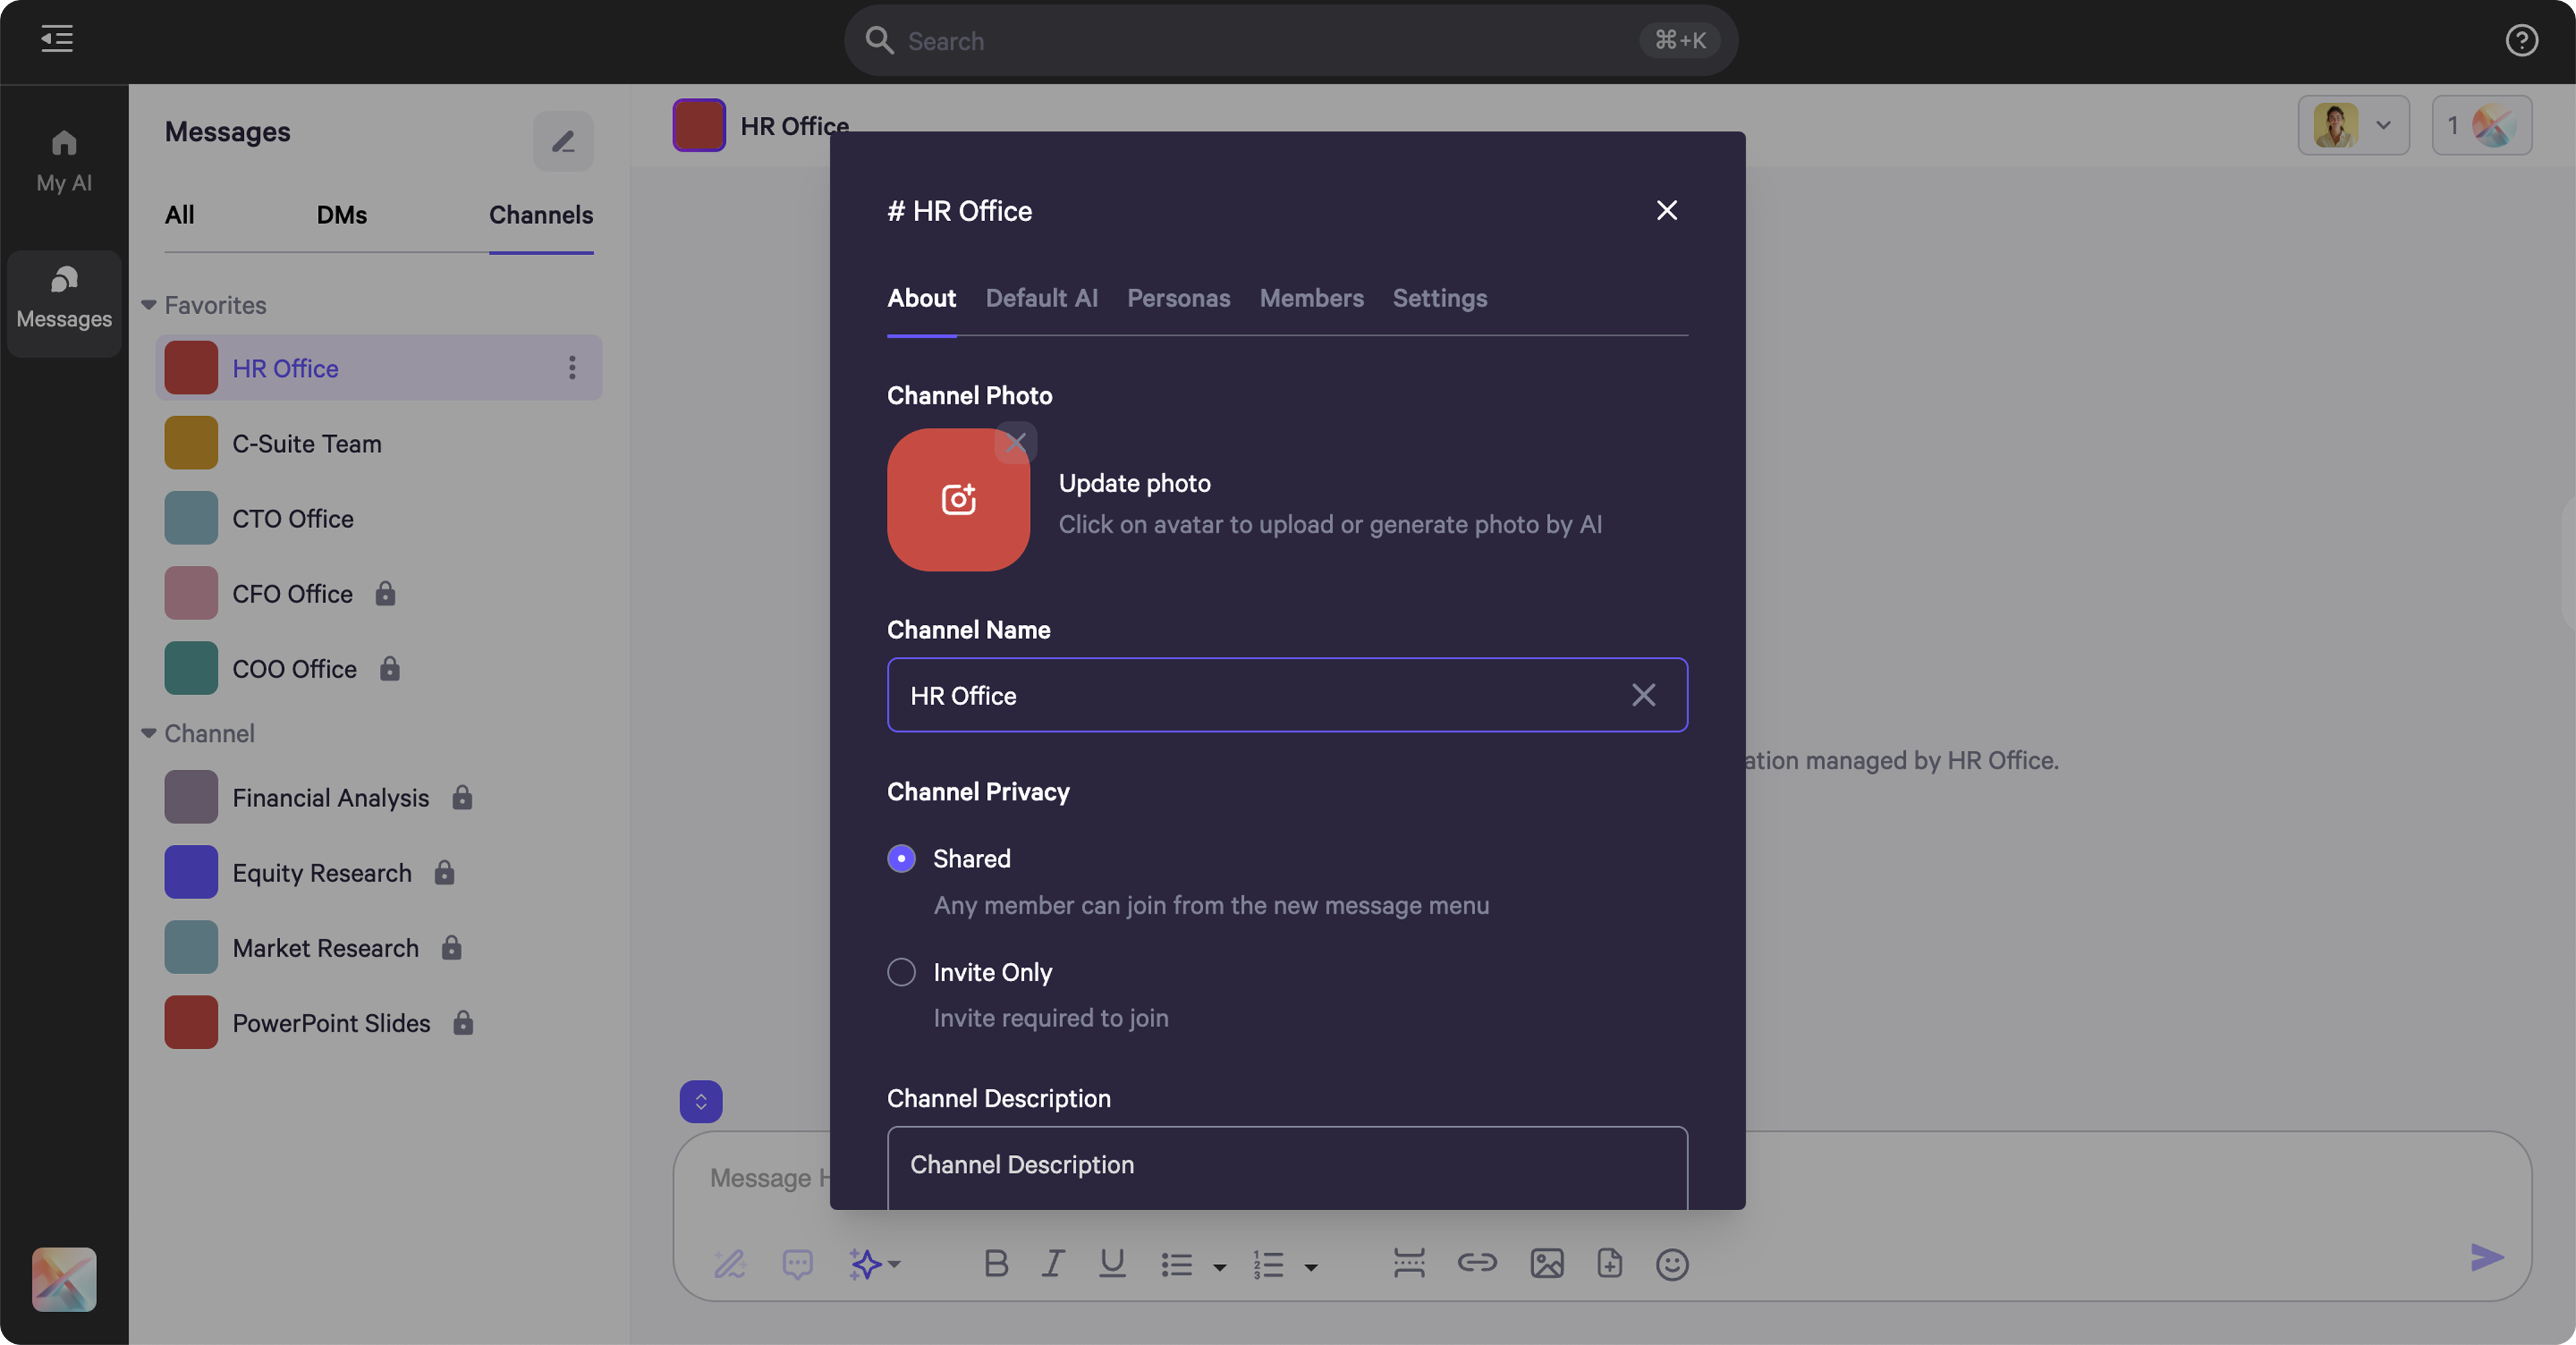 Search
⌘+K
My AI
Messages
Messages
All
DMs
Channels
Favorites
HR Office
C-Suite Team
CTO Office
CFO Office
COO Office
Channel
Financial Analysis
Equity Research
Market Research
PowerPoint Slides
HR Office
1
# HR Office
About
Default AI
Personas
Members
Settings
Channel Photo
Update photo
Click on avatar to upload or generate photo by AI
Channel Name
HR Office
Channel Privacy
Shared
Any member can join from the new message menu
Invite Only
Invite required to join
Channel Description
Channel Description
ation managed by HR Office.
Message H